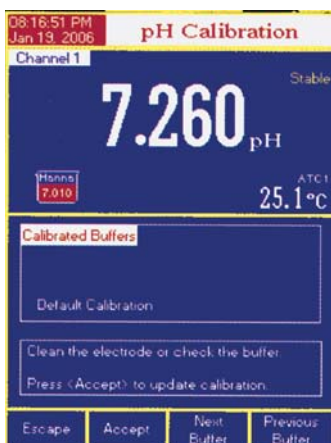 08:16:51 PM
Jan 19, 2006
pH Calibration
Channel 1
Stable
7.260 pH
Hanna
7.010
ATC1
25.1°C
Calibrated Buffers
Default Calibration
Clean the electrode or check the buffer.
Press <Accept> to update calibration.
Escape
Accept
Next
Buffer
Previous
Buffer